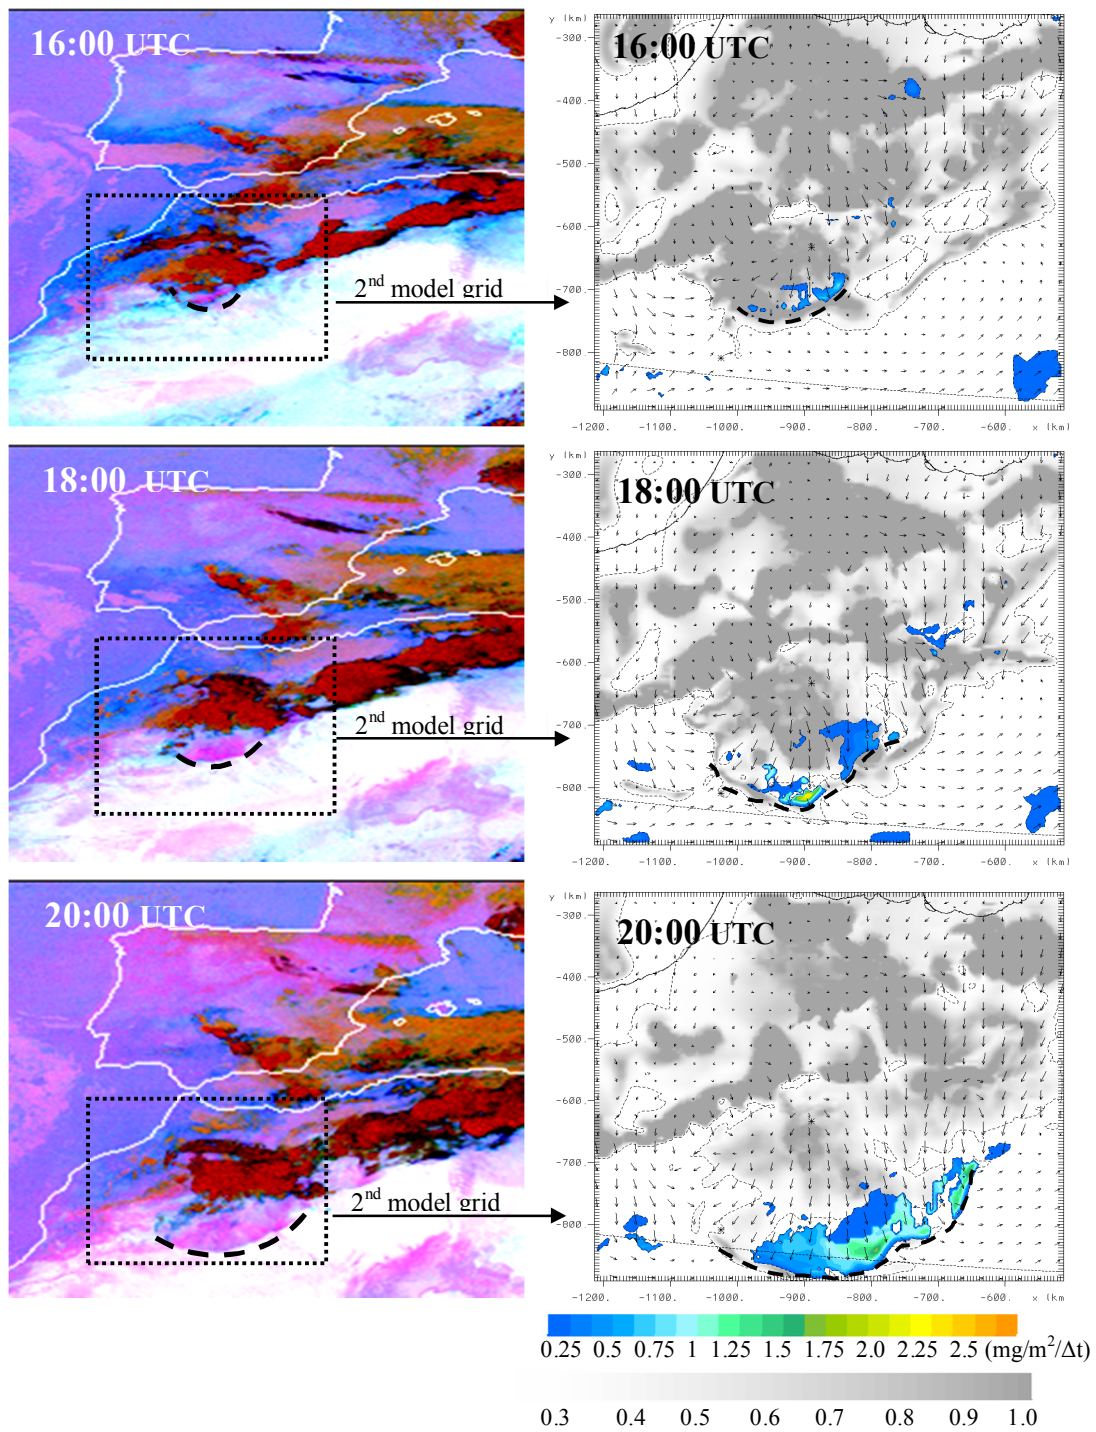 16:00 UTC
2nd model grid
y (km)
16:00 UTC
-300.
-400.
-500.
-600.
-700.
-800.
-1200. -1100. -1000. -900. -800. -700. -600. x (km)
18:00 UTC
2nd model grid
y (km)
18:00 UTC
-300.
-400.
-500.
-600.
-700.
-800.
-1200. -1100. -1000. -900. -800. -700. -600. x (km)
20:00 UTC
2nd model grid
y (km)
20:00 UTC
-300.
-400.
-500.
-600.
-700.
-800.
-1200. -1100. -1000. -900. -800. -700. -600. x (km)
0.25 0.5 0.75 1 1.25 1.5 1.75 2.0 2.25 2.5 (mg/m²/Δt)
0.3 0.4 0.5 0.6 0.7 0.8 0.9 1.0